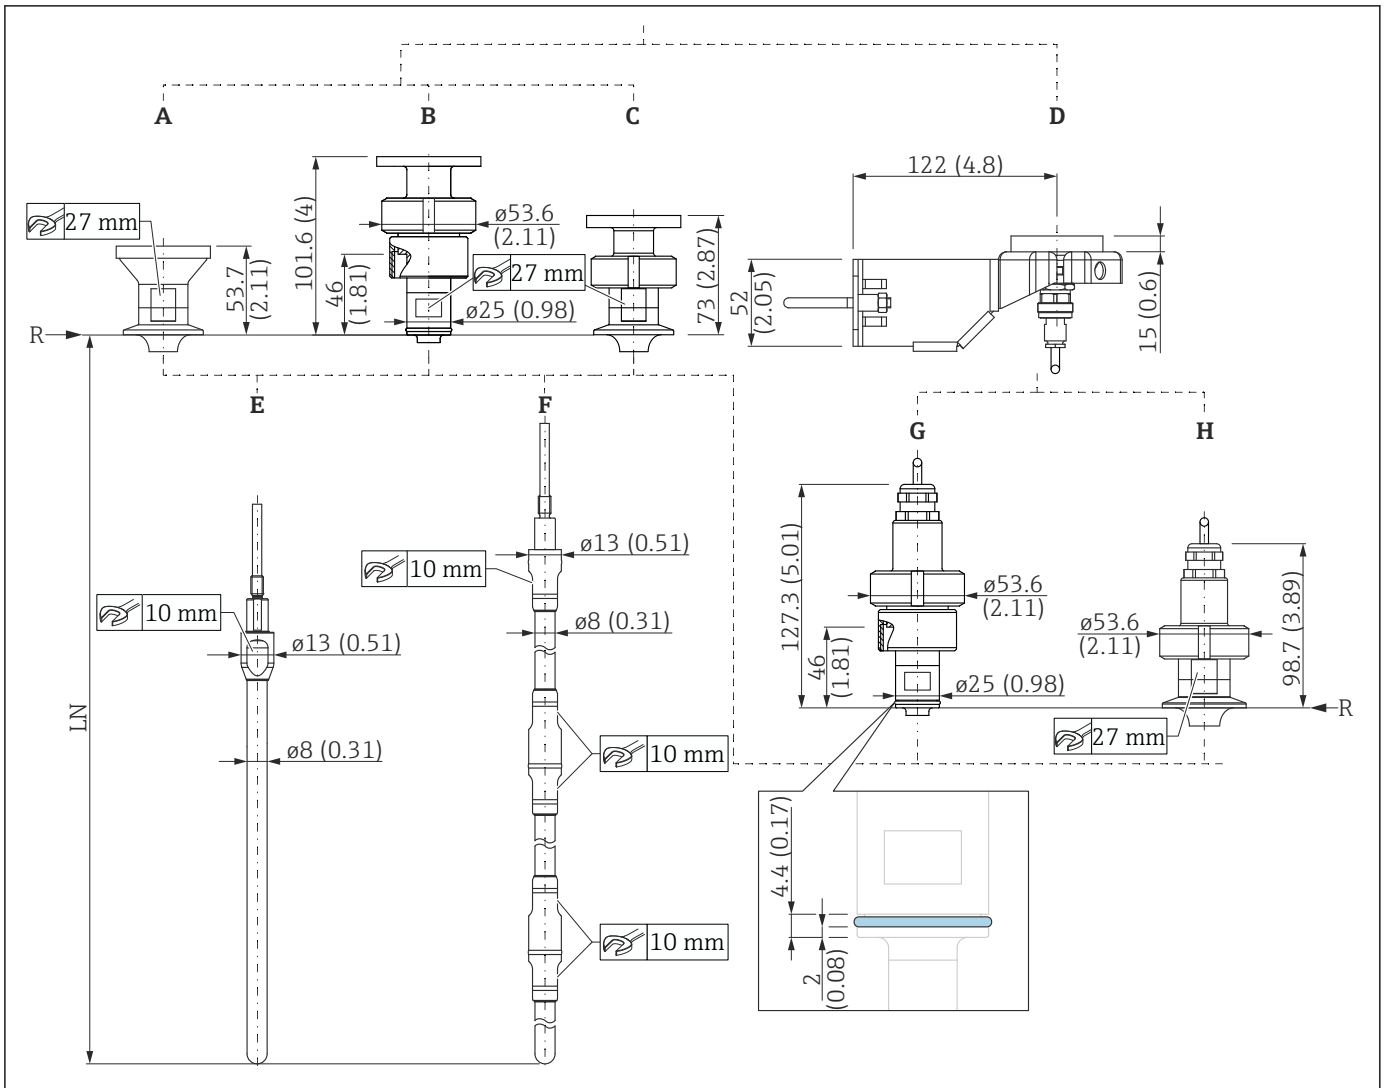 A
B
C
D
122 (4.8)
27 mm
53.7
(2.11)
101.6 (4)
46
(1.81)
ø53.6
(2.11)
27 mm
ø25 (0.98)
73 (2.87)
52
(2.05)
15 (0.6)
R
E
F
G
H
LN
10 mm
ø13 (0.51)
ø8 (0.31)
10 mm
ø13 (0.51)
ø8 (0.31)
10 mm
10 mm
127.3 (5.01)
46
(1.81)
ø53.6
(2.11)
ø25 (0.98)
ø53.6
(2.11)
98.7 (3.89)
R
27 mm
4.4 (0.17)
2
(0.08)